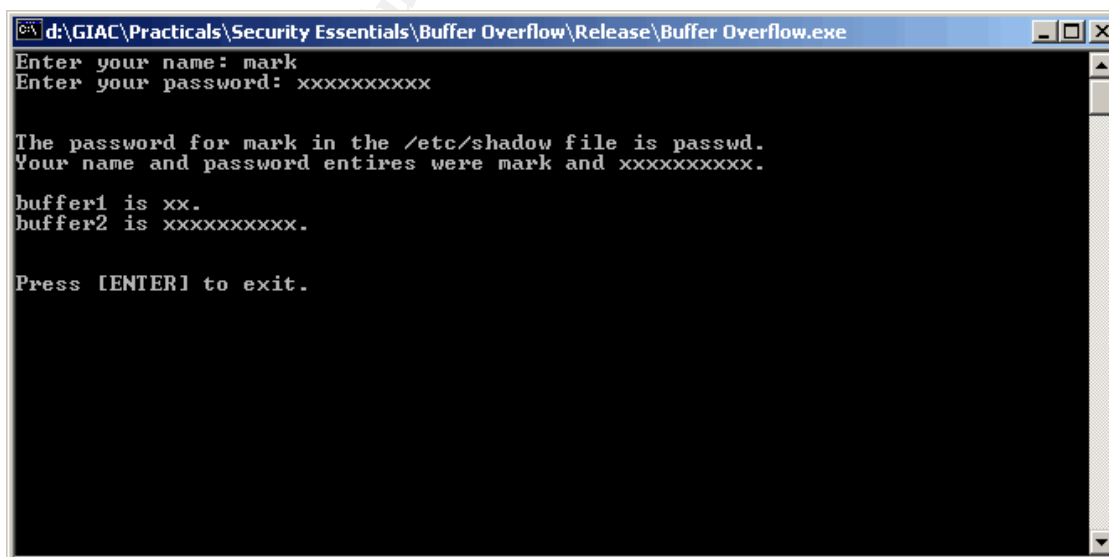 d:\GIAC\Practicals\Security Essentials\Buffer Overflow\Release\Buffer Overflow.exe
Enter your name: mark
Enter your password: xxxxxxxxxx
The password for mark in the /etc/shadow file is passwd.
Your name and password entires were mark and xxxxxxxxxx.
buffer1 is xx.
buffer2 is xxxxxxxxxx.
Press [ENTER] to exit.